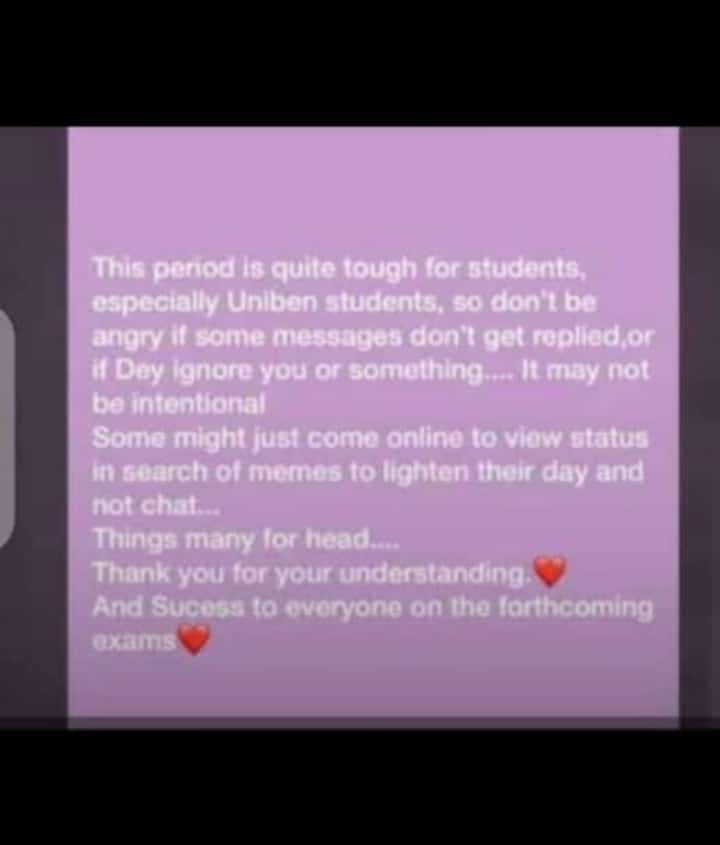 This period is quite tough for students,
especially Uniben students, so don't be
angry if some messages don't get replied,or
if Dey ignore you or something.... It may not
be intentional
Some might just come online to view status
in search of memes to lighten their day and
not chat...
Things many for head....
Thank you for your understanding.❤️
And Sucess to everyone on the forthcoming
exams❤️